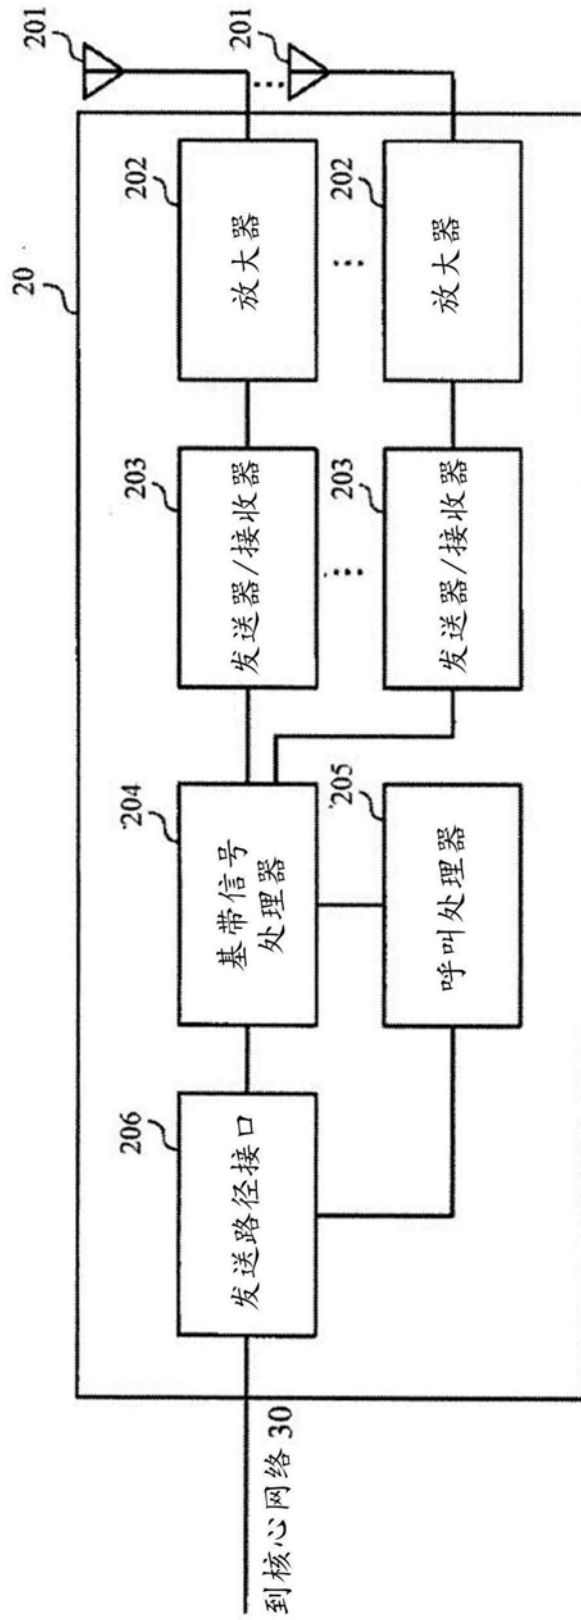 20
201
201
202
放大器
202
放大器
203
发送器/接收器
203
发送器/接收器
204
基带信号
处理器
205
呼叫处理器
206
发送路径接口
到核心网络 30